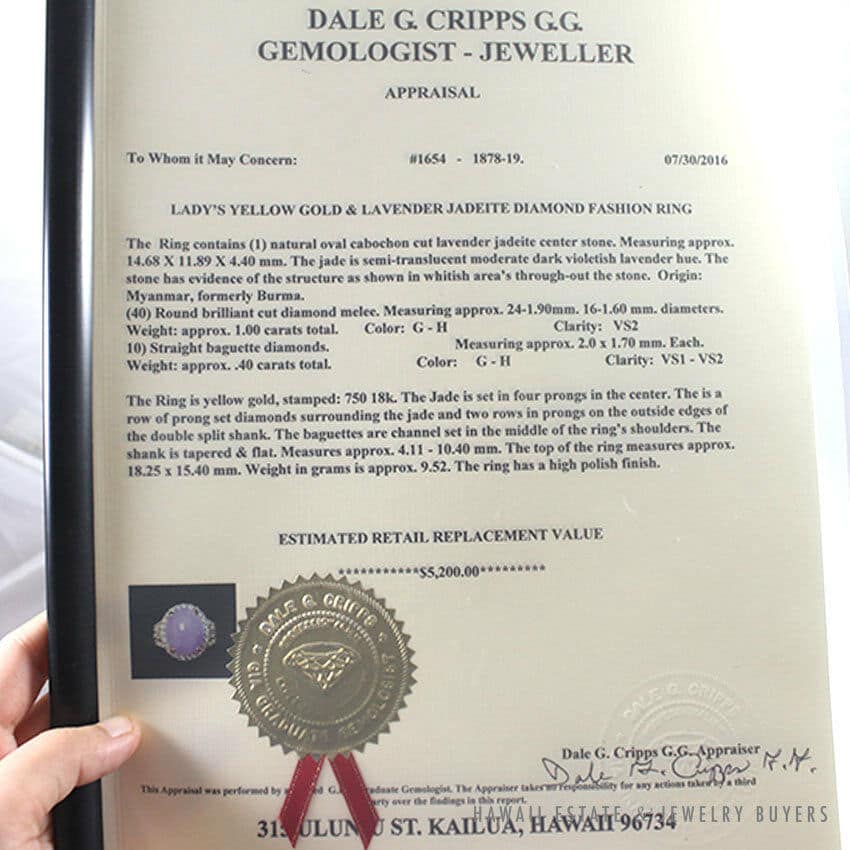 DALE G. CRIPPS G.G.
GEMOLOGIST - JEWELLER
APPRAISAL
To Whom it May Concern: #1654 - 1878-19. 07/30/2016
LADY'S YELLOW GOLD & LAVENDER JADEITE DIAMOND FASHION RING
The Ring contains (1) natural oval cabochon cut lavender jadeite center stone. Measuring approx.
14.68 X 11.89 X 4.40 mm. The jade is semi-translucent moderate dark violetish lavender hue. The
stone has evidence of the structure as shown in whitish area's through-out the stone. Origin:
Myanmar, formerly Burma.
(40) Round brilliant cut diamond melee. Measuring approx. 24-1.90mm. 16-1.60 mm. diameters.
Weight: approx. 1.00 carats total. Color: G - H Clarity: VS2
10) Straight baguette diamonds. Measuring approx. 2.0 x 1.70 mm. Each.
Weight: approx. .40 carats total. Color: G - H Clarity: VS1 - VS2
The Ring is yellow gold, stamped: 750 18k. The Jade is set in four prongs in the center. The is a
row of prong set diamonds surrounding the jade and two rows in prongs on the outside edges of
the double split shank. The baguettes are channel set in the middle of the ring's shoulders. The
shank is tapered & flat. Measures approx. 4.11 - 10.40 mm. The top of the ring measures approx.
18.25 x 15.40 mm. Weight in grams is approx. 9.52. The ring has a high polish finish.
ESTIMATED RETAIL REPLACEMENT VALUE
***********$5,200.00*********
DALE G. CRIPPS
GIA GRADUATE GEMOLOGIST
DALE G. CRIPPS
Dale G. Cripps G.G. Appraiser
Dale G. Cripps G.G.
This Appraisal was performed by a Graduate Gemologist. The Appraiser takes no responsibility for any actions taken by a third
party over the findings in this report.
ST. KAILUA, HAWAII 96734
HAWAII ESTATE & JEWELRY BUYERS